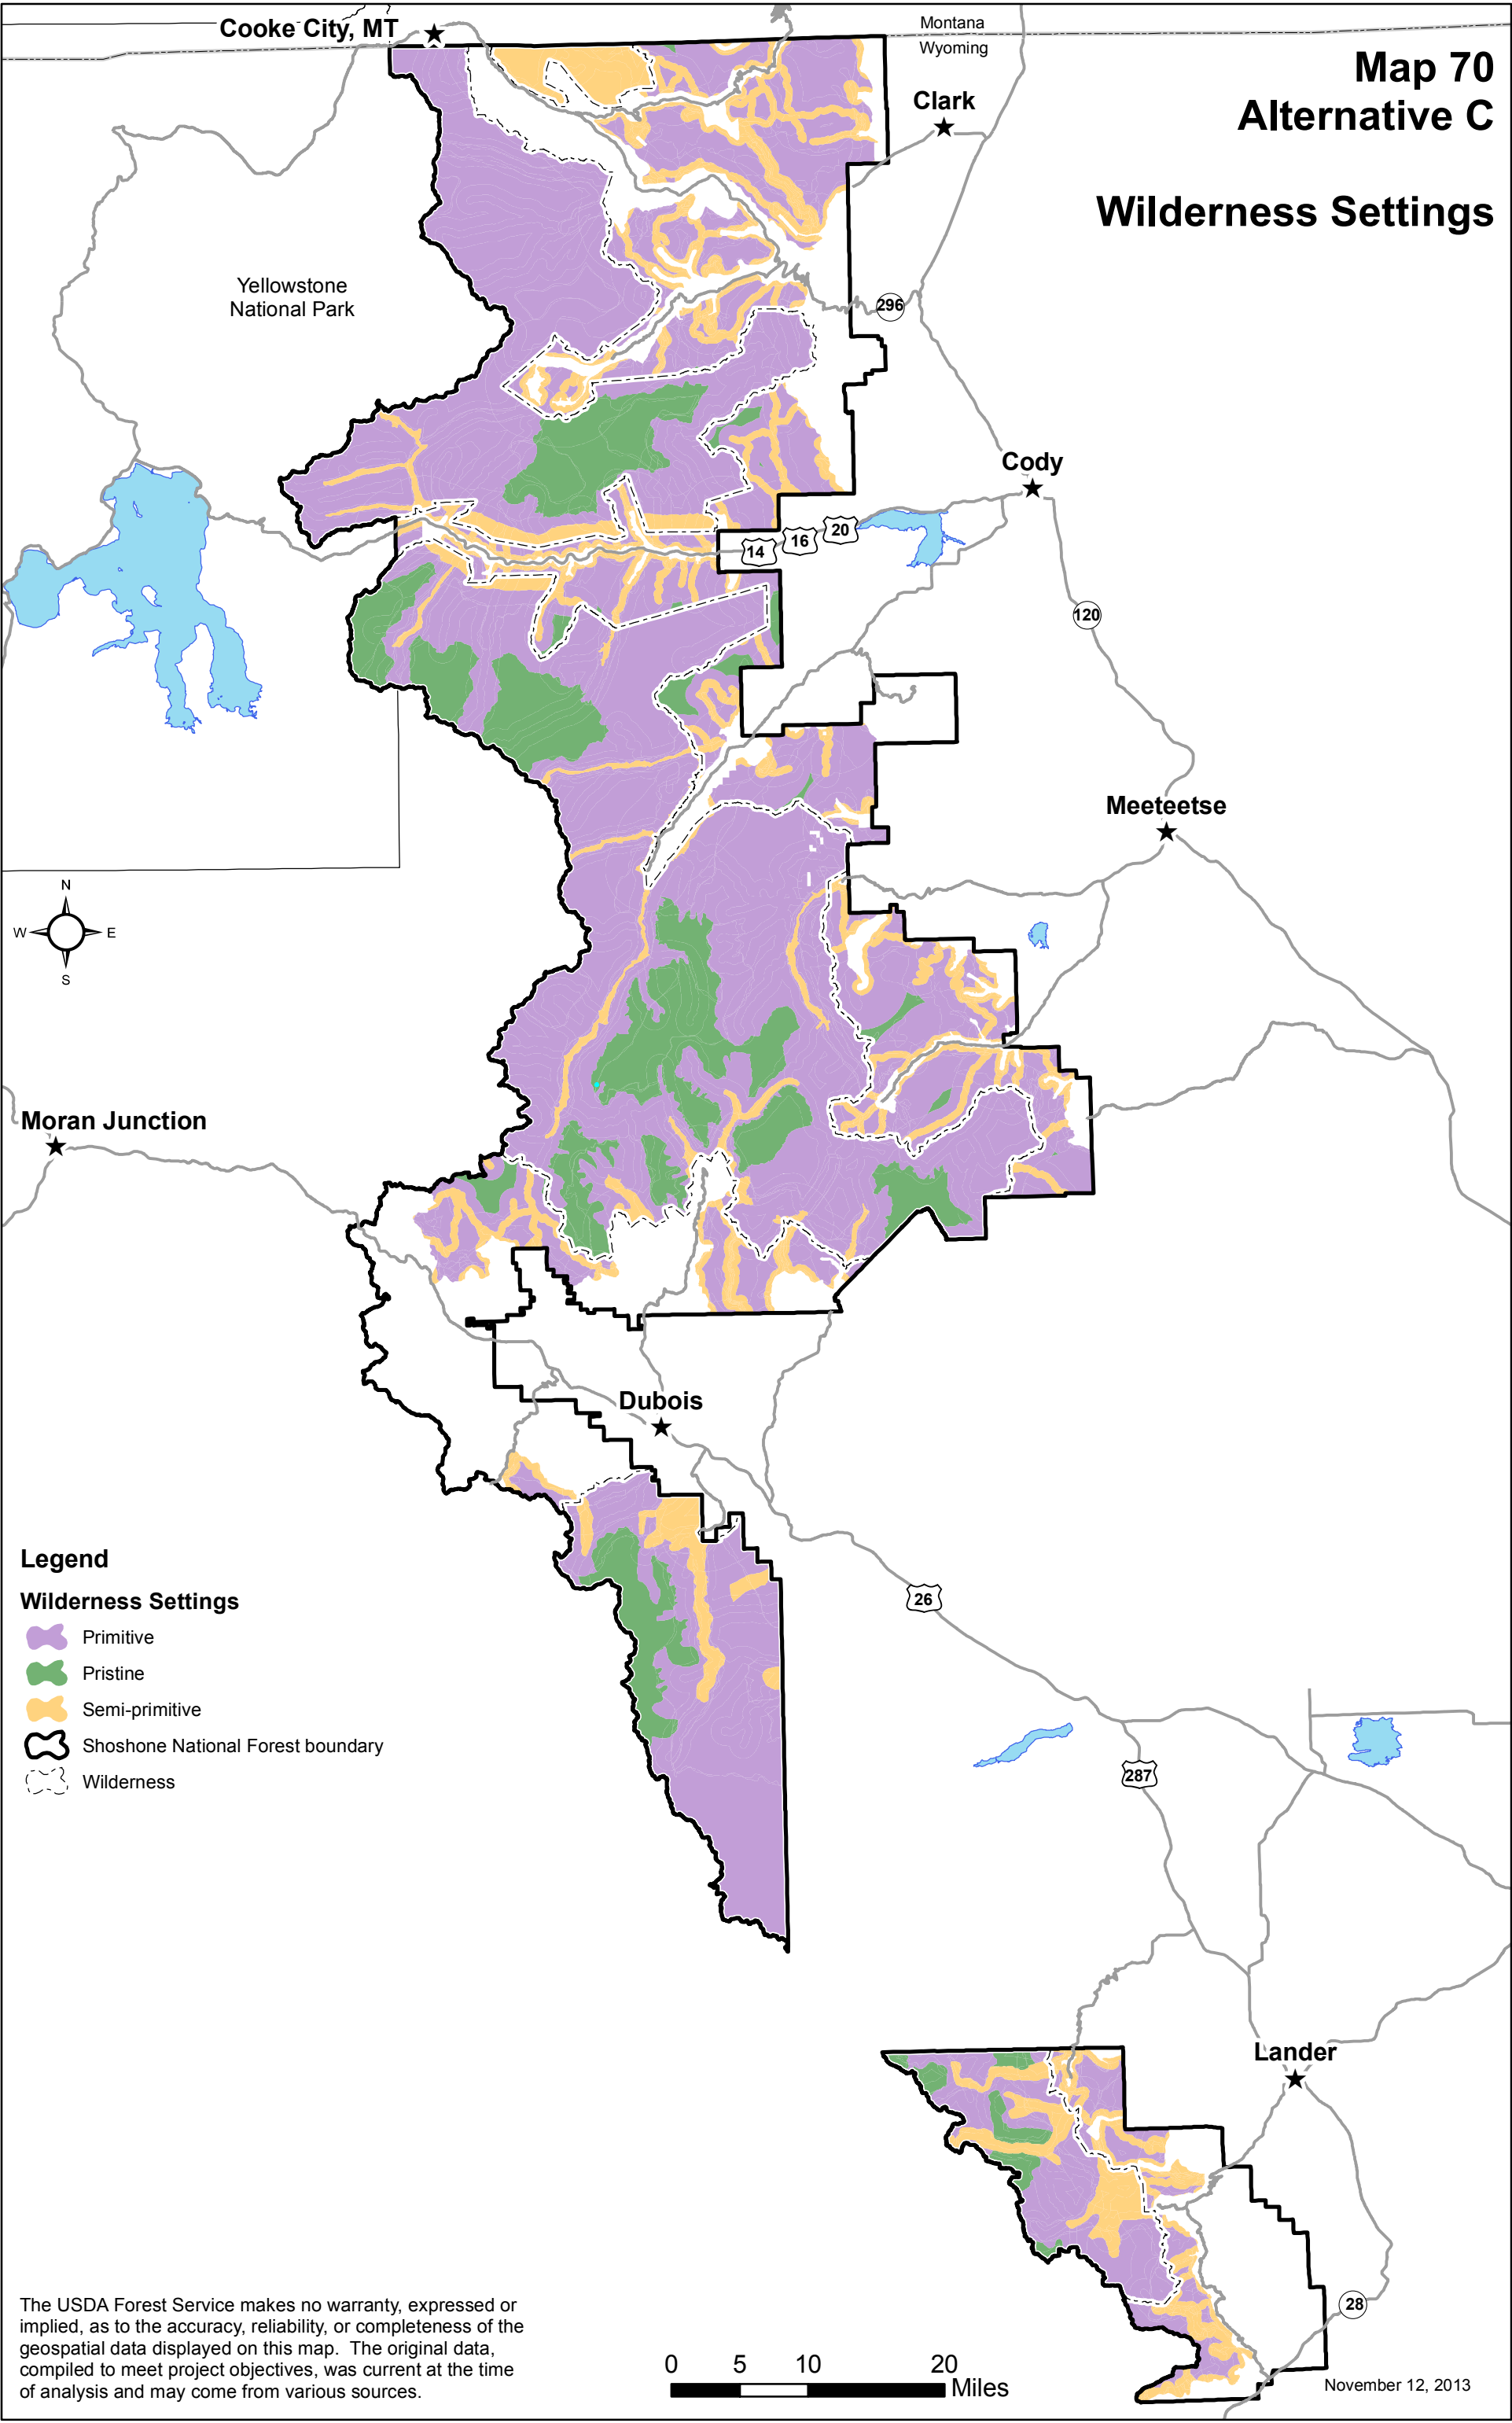 Map 70
Alternative C
Wilderness Settings
Cooke City, MT
Montana
Wyoming
Clark
Yellowstone
National Park
296
Cody
20
16
14
120
Meeteetse
N
W
E
S
Moran Junction
Dubois
26
Legend
Wilderness Settings
Primitive
Pristine
Semi-primitive
Shoshone National Forest boundary
Wilderness
287
Lander
28
The USDA Forest Service makes no warranty, expressed or
implied, as to the accuracy, reliability, or completeness of the
geospatial data displayed on this map. The original data,
compiled to meet project objectives, was current at the time
of analysis and may come from various sources.
0 5 10 20
Miles
November 12, 2013